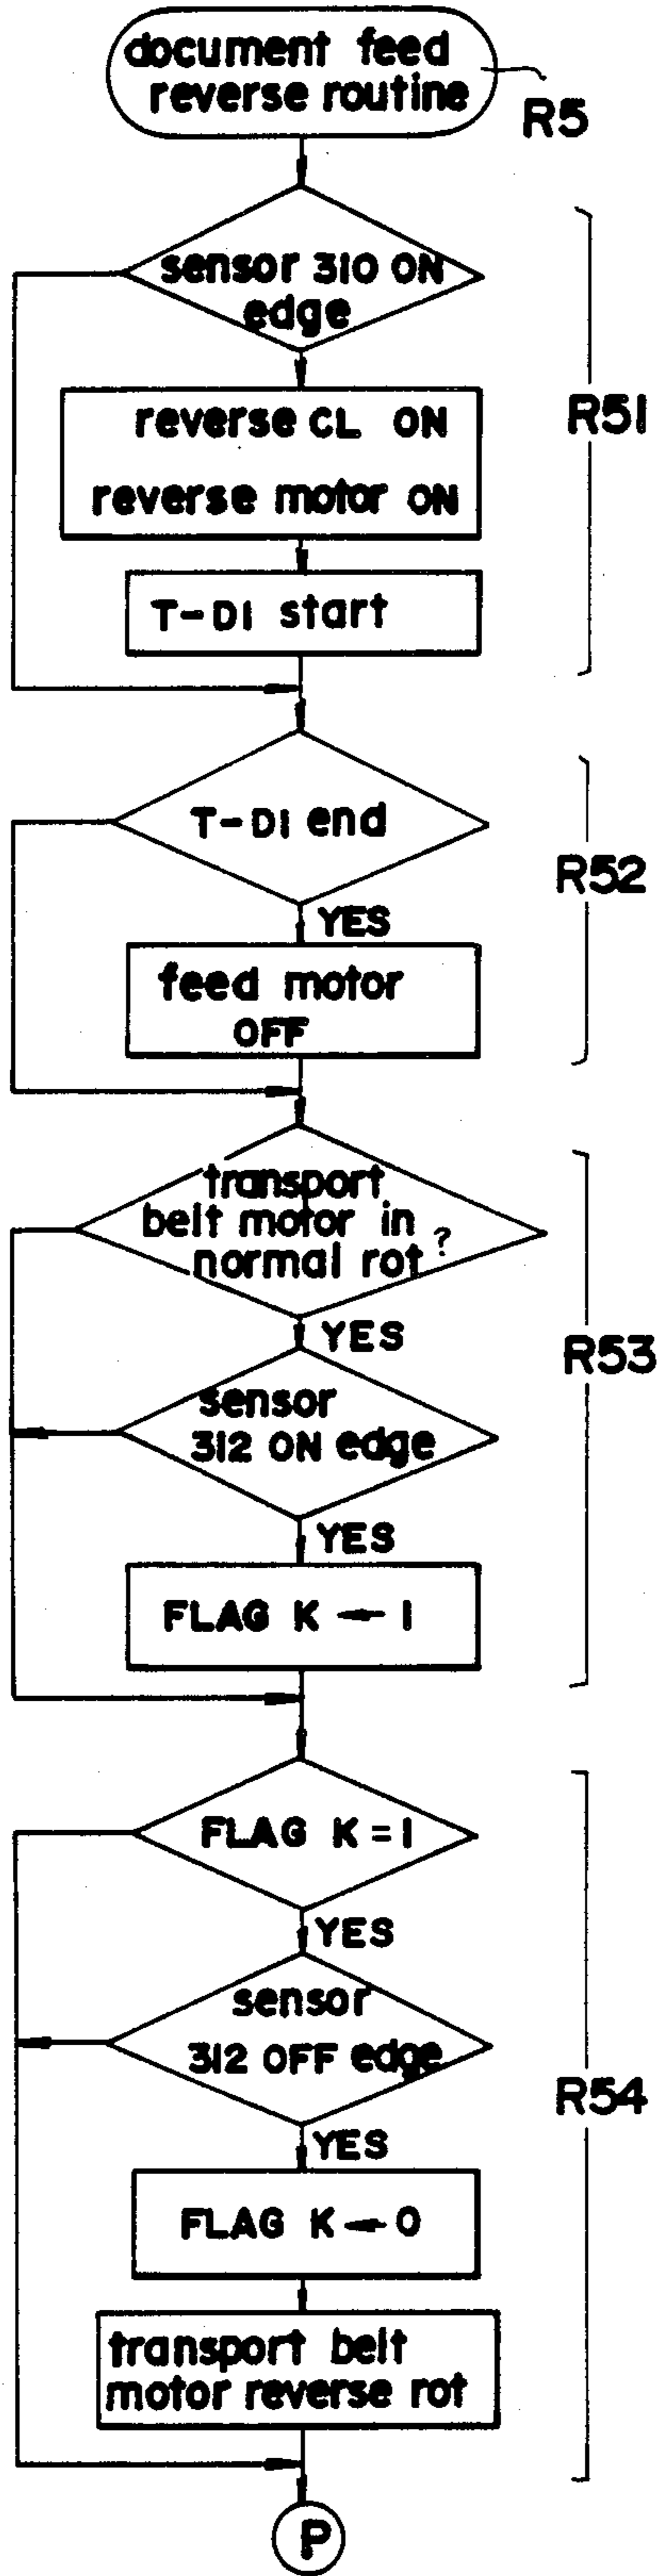 document feed
reverse routine
R5
sensor 310 ON
edge
R51
reverse CL ON
reverse motor ON
T-D1 start
T-D1 end
R52
YES
feed motor
OFF
transport
belt motor in
normal rot ?
R53
YES
sensor
312 ON edge
YES
FLAG K ← 1
FLAG K = 1
YES
sensor
312 OFF edge
R54
YES
FLAG K ← 0
transport belt
motor reverse rot
P